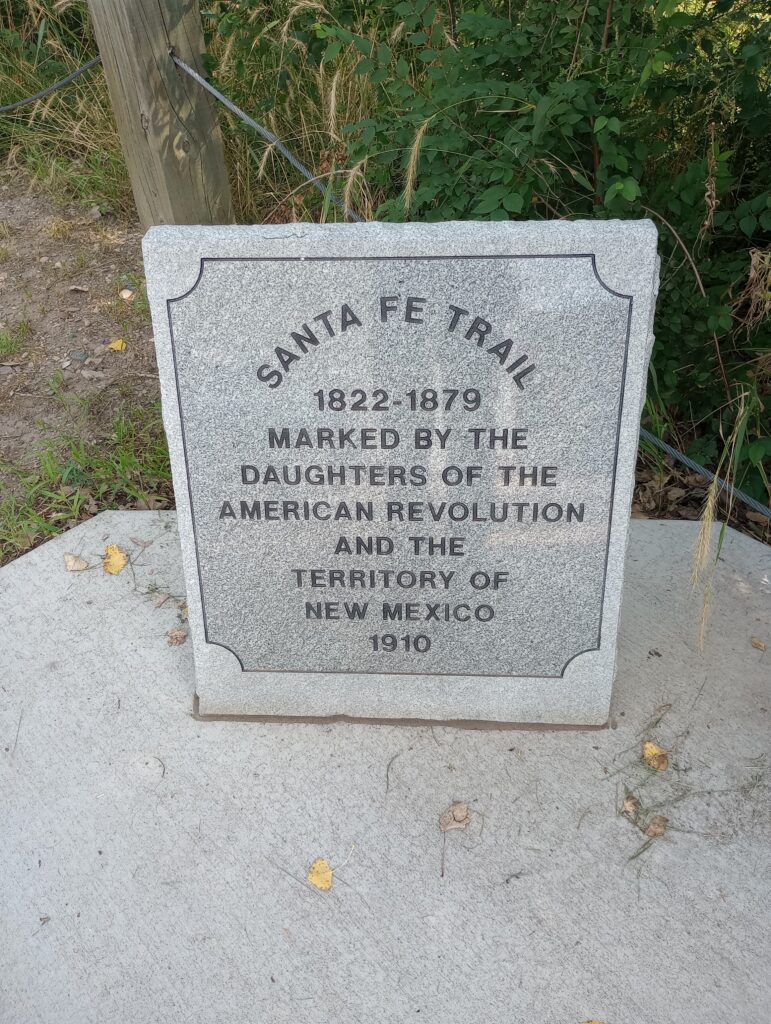 SANTA FE TRAIL
1822-1879
MARKED BY THE
DAUGHTERS OF THE
AMERICAN REVOLUTION
AND THE
TERRITORY OF
NEW MEXICO
1910